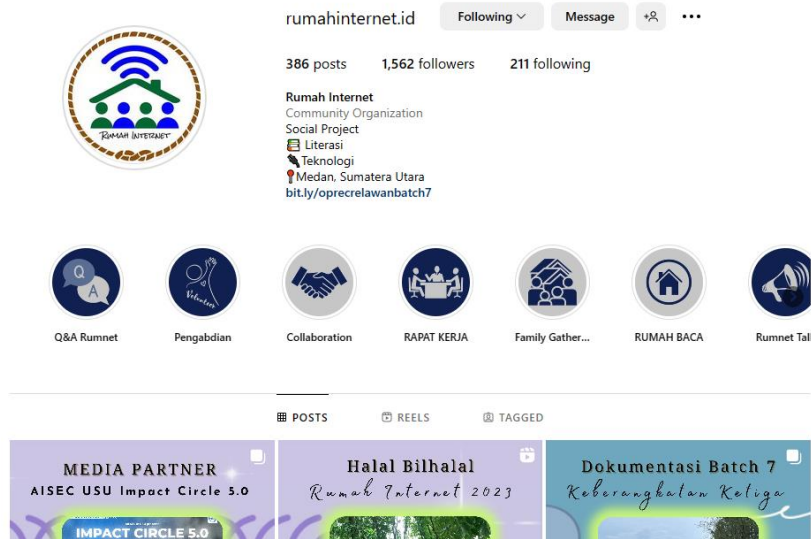 rumahinternet.id Following Message
386 posts 1,562 followers 211 following
RUMAH INTERNET
Rumah Internet
Community Organization
Social Project
Literasi
Teknologi
Medan, Sumatera Utara
bit.ly/oprecrelawanbatch7
Q A Volunteer
Q&A Rumnet Pengabdian Collaboration RAPAT KERJA Family Gather... RUMAH BACA Rumnet Tal
POSTS REELS TAGGED
MEDIA PARTNER
AISEC USU Impact Circle 5.0
IMPACT CIRCLE 5.0
Halal Bilhalal
Rumah Internet 2023
Dokumentasi Batch 7
Keberangkatan Ketiga